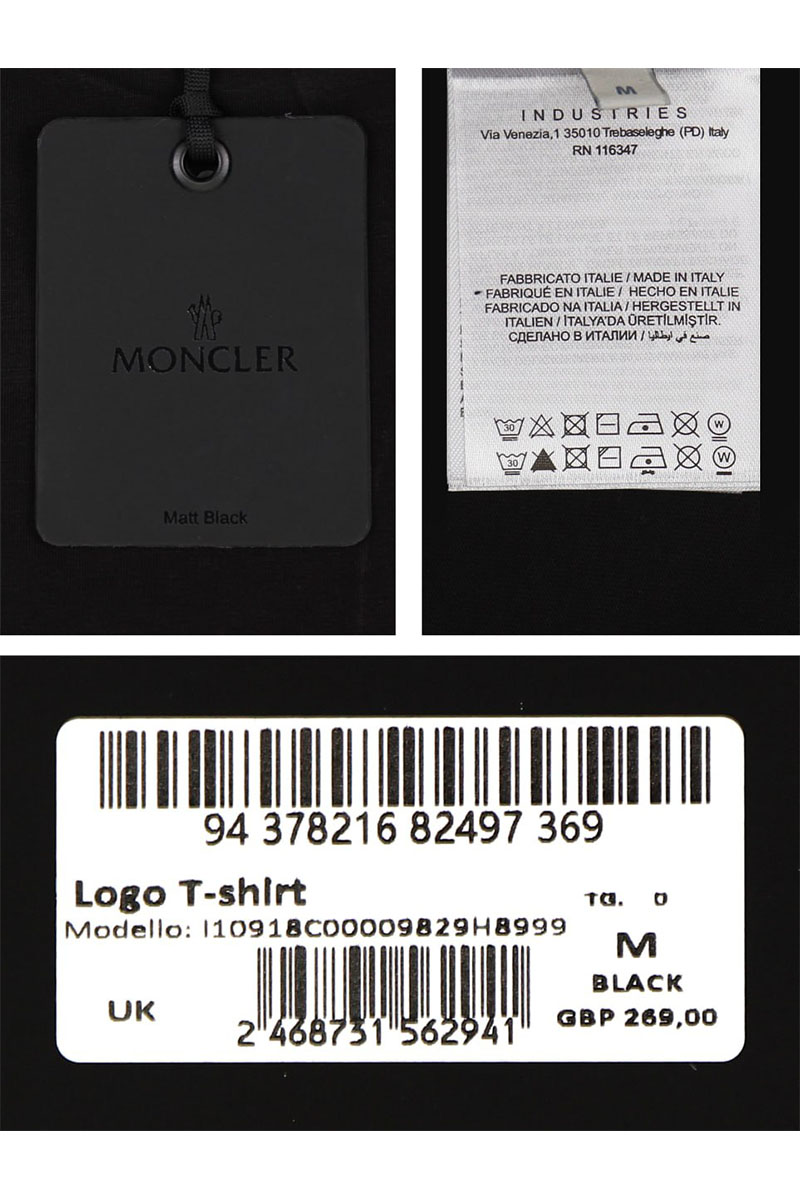 MONCLER
Matt Black
M
INDUSTRIES
Via Venezia,1 35010 Trebaseleghe (PD) Italy
RN 116347
FABBRICATO ITALIE / MADE IN ITALY
FABRIQUÉ EN ITALIE / HECHO EN ITALIE
FABRICADO NA ITALIA / HERGESTELLT IN
ITALIEN / İTALYA'DA ÜRETİLMİŞTİR.
СДЕЛАНО В ИТАЛИИ / صنع في ايطاليا
30 W
30 W
94 378216 82497 369
Logo T-shirt
TG. 0
Modello: I10918C00009829H8999
M
BLACK
UK
GBP 269,00
2 468731 562941